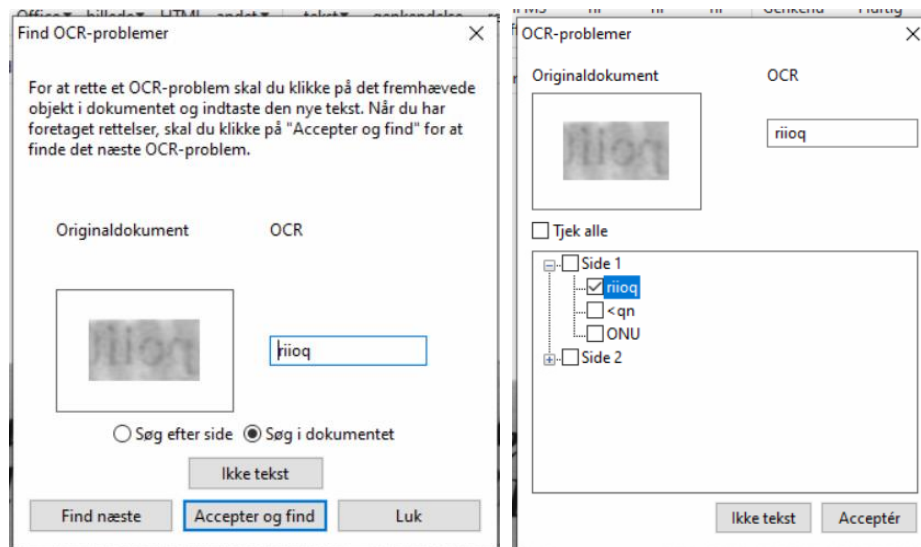 Find OCR-problemer
For at rette et OCR-problem skal du klikke på det fremhævede
objekt i dokumentet og indtaste den nye tekst. Når du har
foretaget rettelser, skal du klikke på "Accepter og find" for at
finde det næste OCR-problem.
Originaldokument OCR
riioq
Søg efter side Søg i dokumentet
Ikke tekst
Find næste Accepter og find Luk
OCR-problemer
Originaldokument OCR
riioq
Tjek alle
Side 1
riioq
<qn
ONU
Side 2
Ikke tekst Acceptér